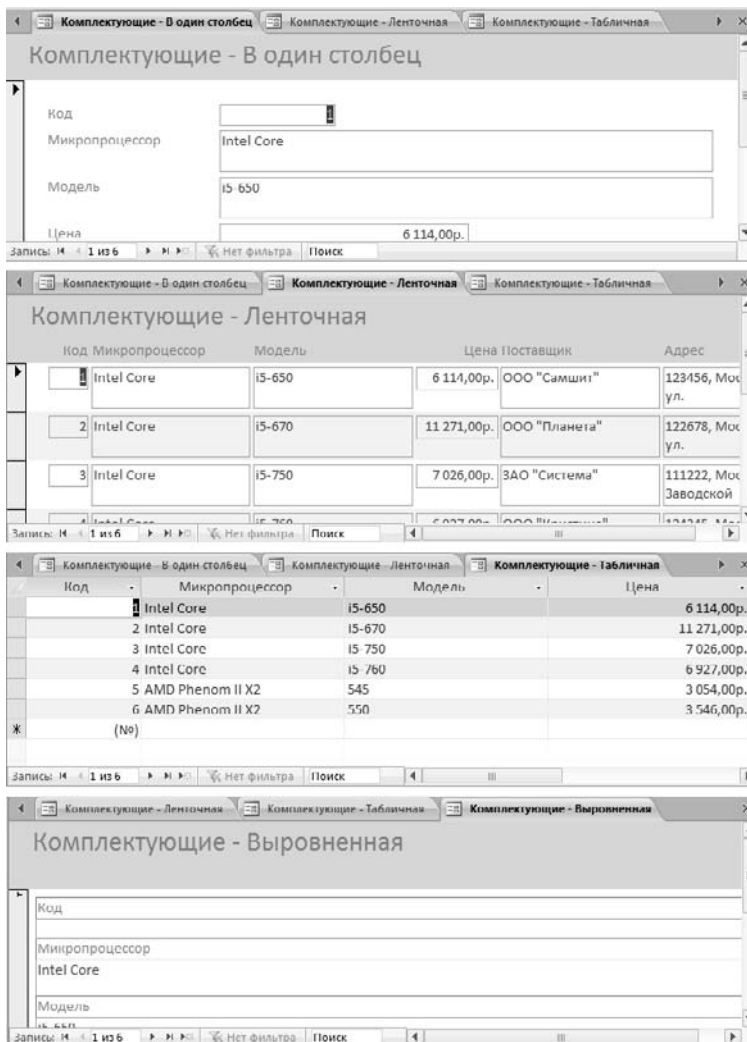 Комплектующие - В один столбец Комплектующие - Ленточная Комплектующие - Табличная
Комплектующие - В один столбец
Код 1
Микропроцессор Intel Core
Модель i5-650
Цена 6 114,00р.
Запись: 1 из 6 Нет фильтра Поиск
Комплектующие - В один столбец Комплектующие - Ленточная Комплектующие - Табличная
Комплектующие - Ленточная
Код Микропроцессор Модель Цена Поставщик Адрес
1 Intel Core i5-650 6 114,00р. ООО "Самшит" 123456, Мос
ул.
2 Intel Core i5-670 11 271,00р. ООО "Планета" 122678, Мос
ул.
3 Intel Core i5-750 7 026,00р. ЗАО "Система" 111222, Мос
Заводской
4 Intel Core i5-760
Запись: 1 из 6 Нет фильтра Поиск
Комплектующие - В один столбец Комплектующие - Ленточная Комплектующие - Табличная
Код Микропроцессор Модель Цена
1 Intel Core i5-650 6 114,00р.
2 Intel Core i5-670 11 271,00р.
3 Intel Core i5-750 7 026,00р.
4 Intel Core i5-760 6 927,00р.
5 AMD Phenom II X2 545 3 054,00р.
6 AMD Phenom II X2 550 3 546,00р.
(№)
Запись: 1 из 6 Нет фильтра Поиск
Комплектующие - Ленточная Комплектующие - Табличная Комплектующие - Выровненная
Комплектующие - Выровненная
Код
Микропроцессор
Intel Core
Модель
i5-650
Запись: 1 из 6 Нет фильтра Поиск